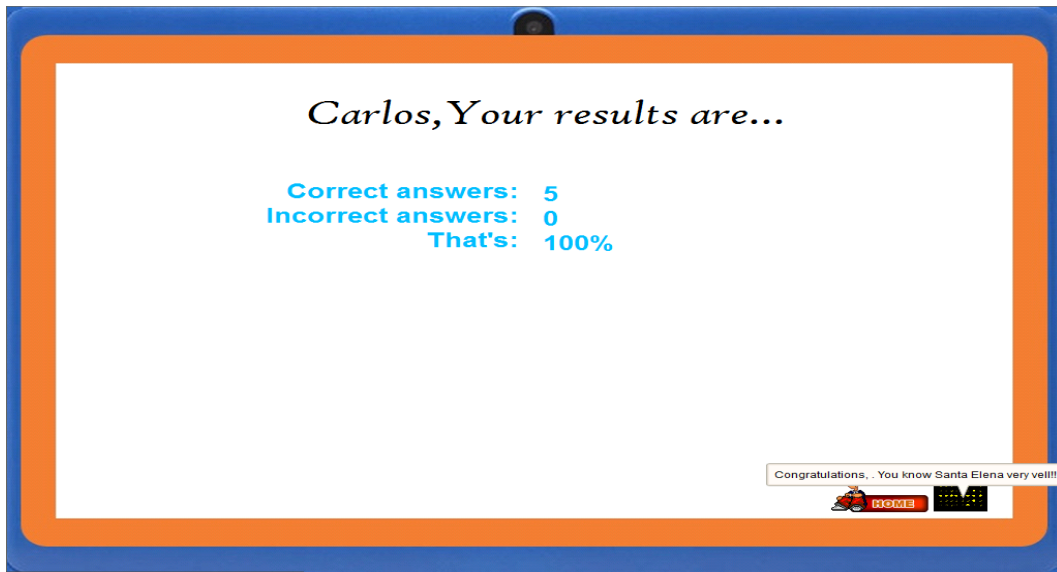 Carlos,Your results are...
Correct answers: 5
Incorrect answers: 0
That's: 100%
Congratulations, . You know Santa Elena very vell!!
HOME